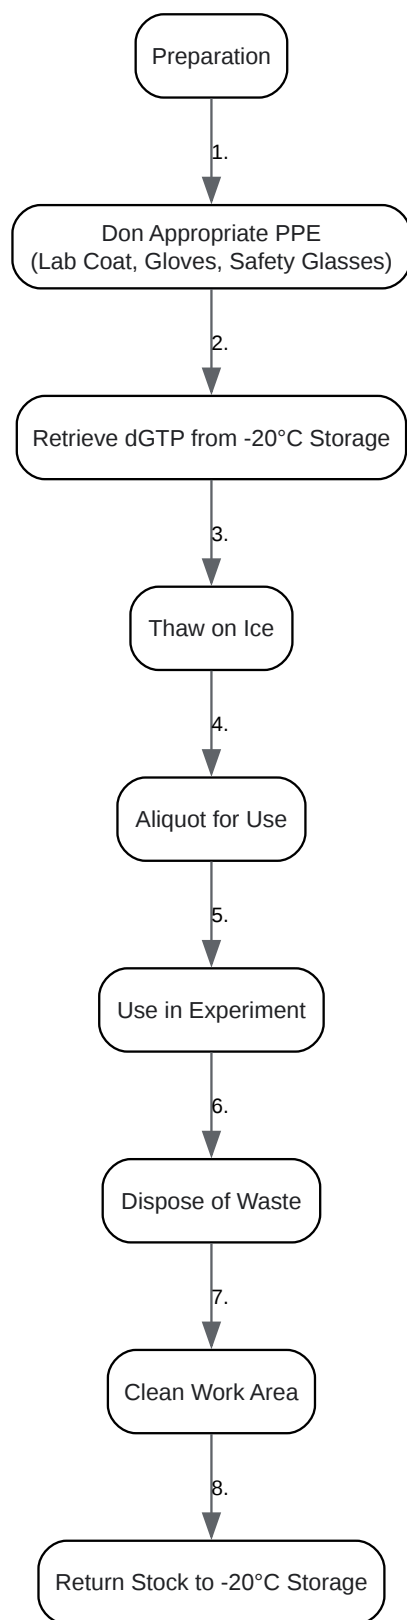 Preparation
1.
Don Appropriate PPE
(Lab Coat, Gloves, Safety Glasses)
2.
Retrieve dGTP from -20°C Storage
3.
Thaw on Ice
4.
Aliquot for Use
5.
Use in Experiment
6.
Dispose of Waste
7.
Clean Work Area
8.
Return Stock to -20°C Storage